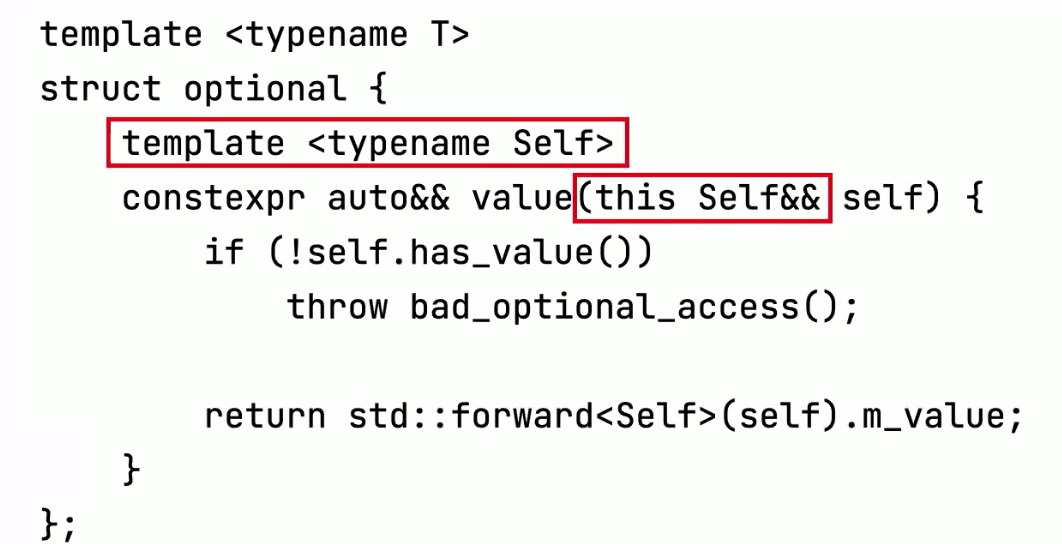 template <typename T>
struct optional {
    template <typename Self>
    constexpr auto&& value(this Self&& self) {
        if (!self.has_value())
            throw bad_optional_access();

        return std::forward<Self>(self).m_value;
    }
};